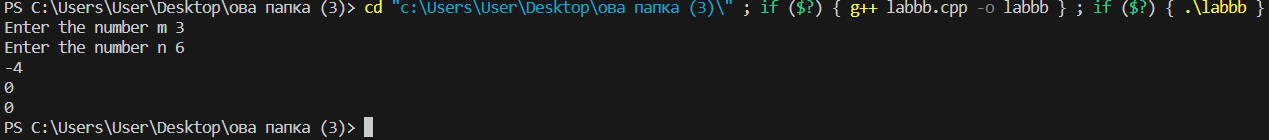 PS C:\Users\User\Desktop\ова папка (3)> cd "c:\Users\User\Desktop\ова папка (3)\" ; if ($?) { g++ labbb.cpp -o labbb } ; if ($?) { .\labbb }
Enter the number m 3
Enter the number n 6
-4
0
0
PS C:\Users\User\Desktop\ова папка (3)>